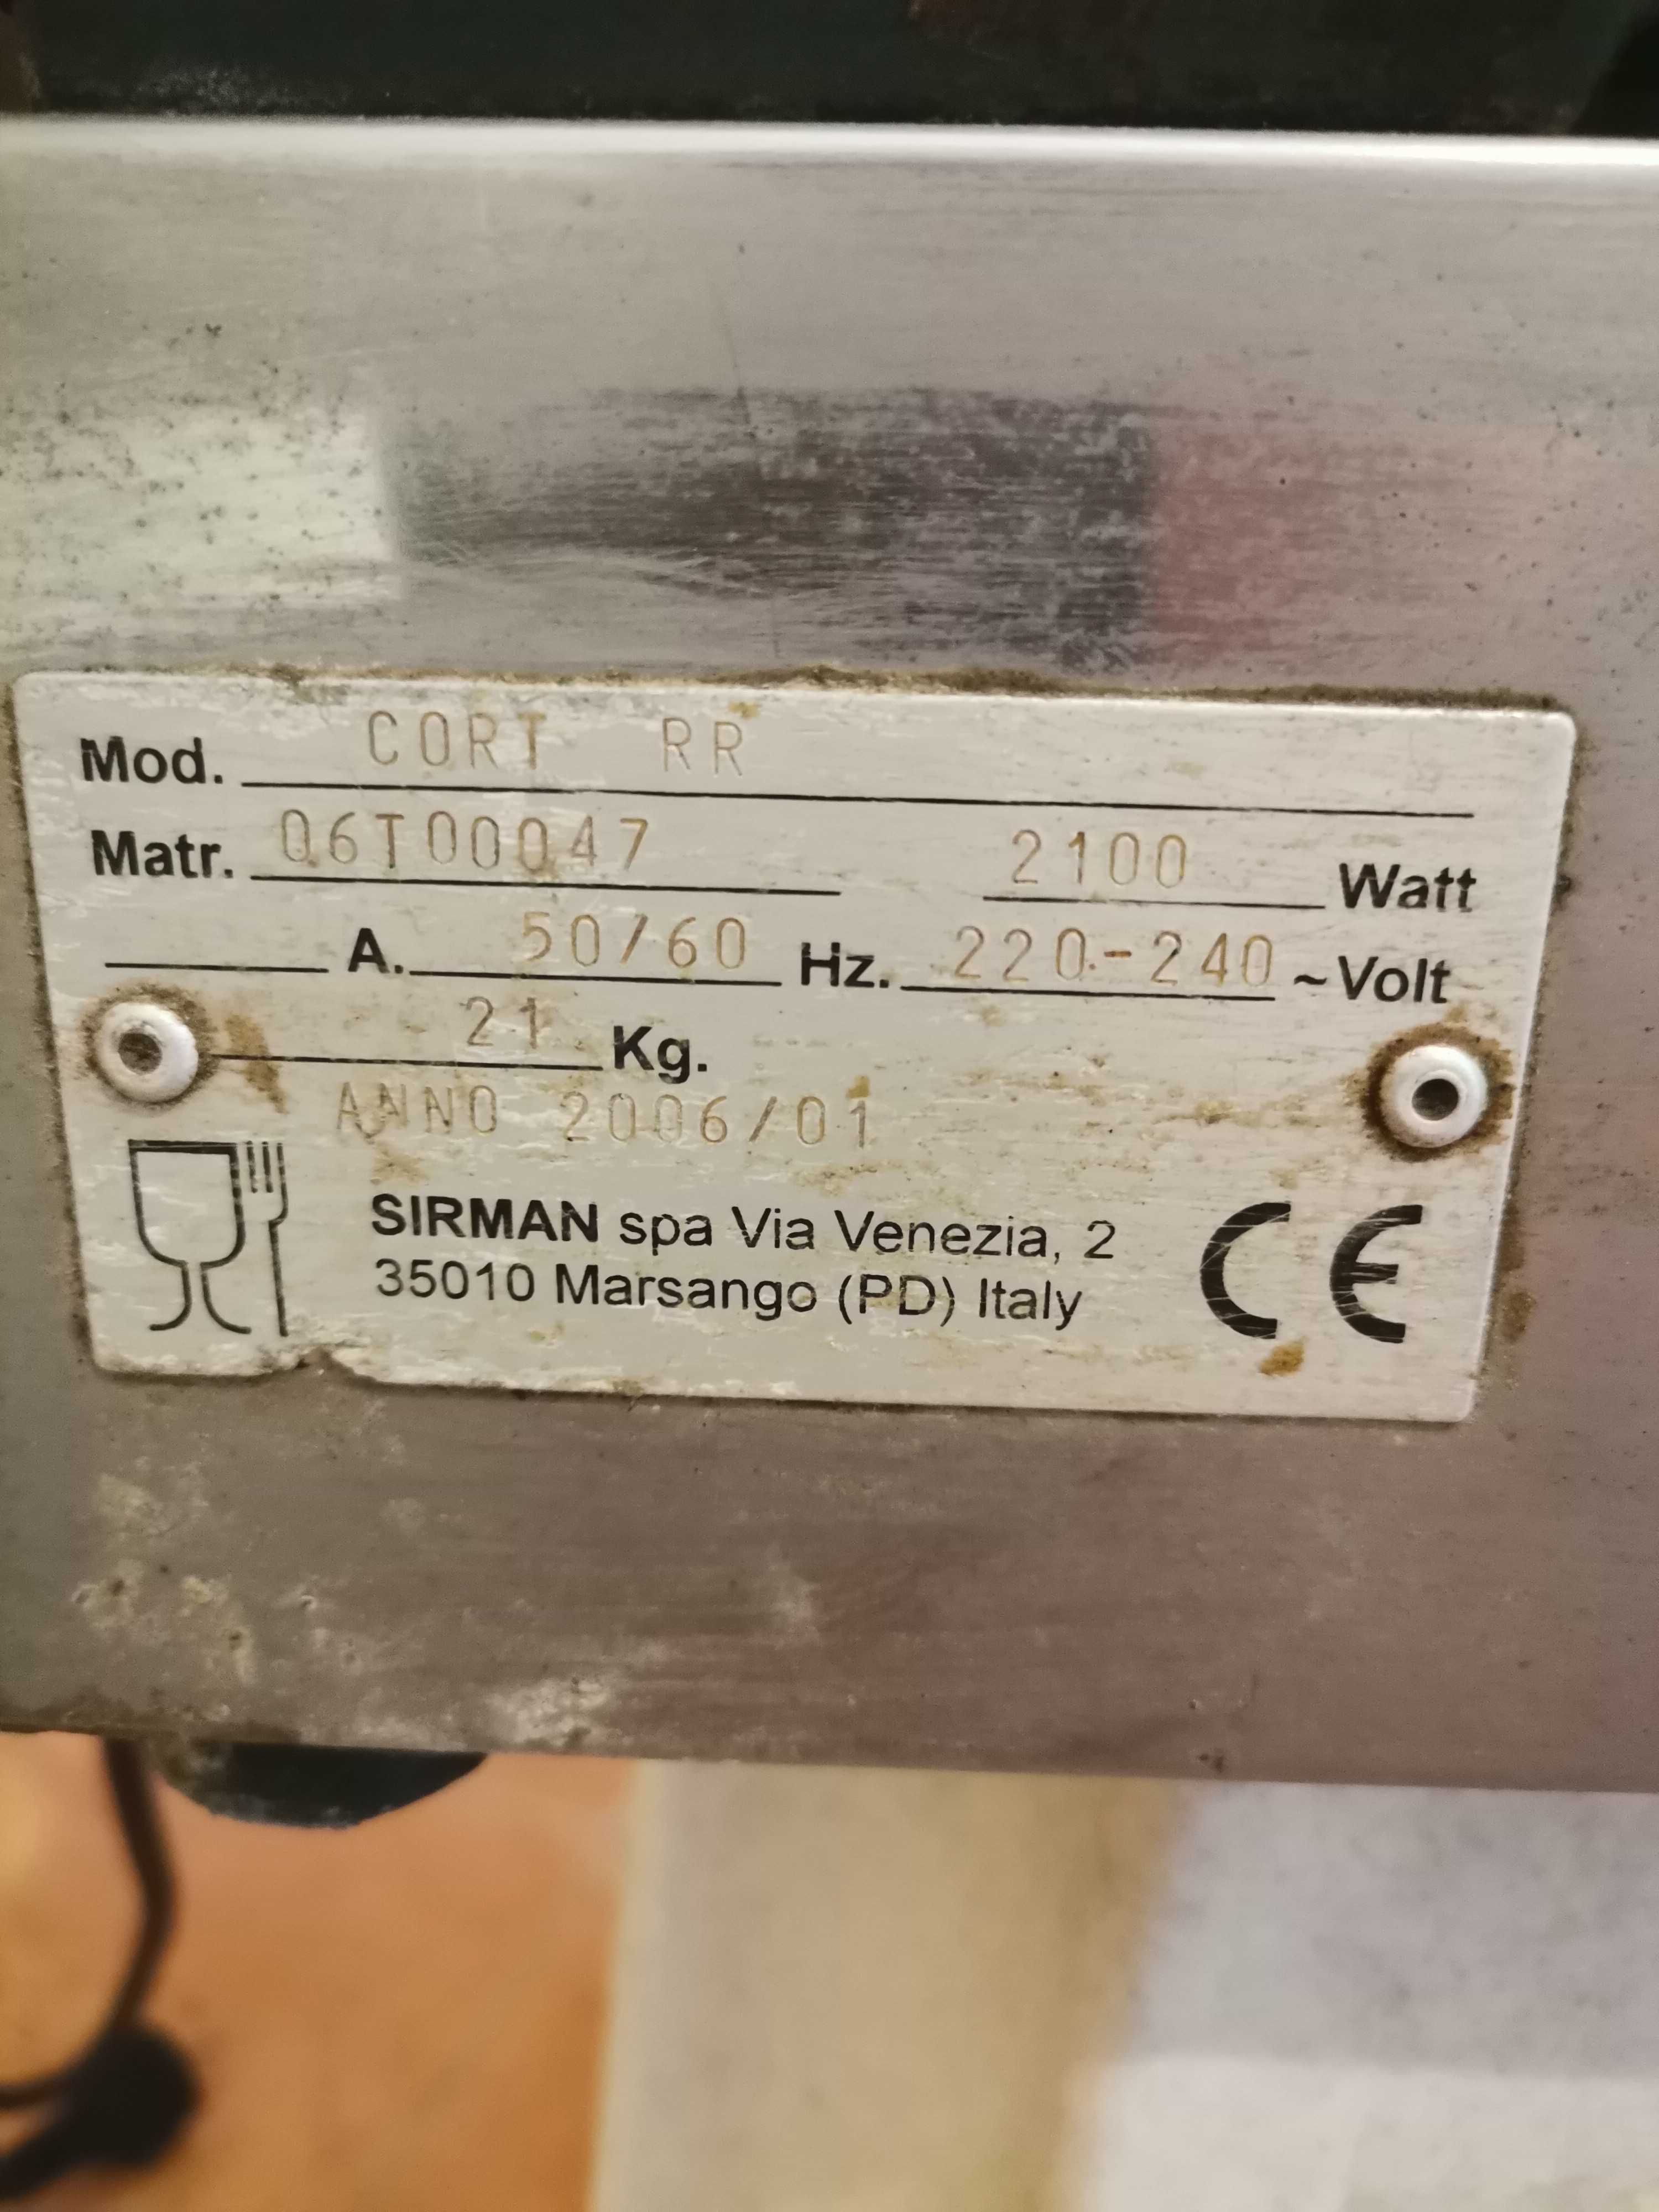 Mod. CORT RR
Matr. 06T00047 2100 Watt
A. 50/60 Hz. 220-240 ~Volt
21 Kg.
ANNO 2006/01
SIRMAN spa Via Venezia, 2
35010 Marsango (PD) Italy
CE